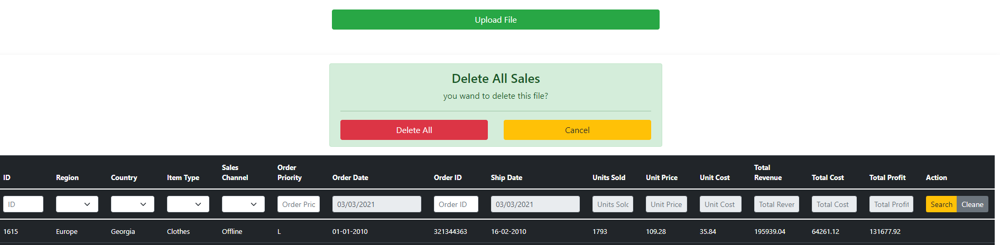 Upload File
Delete All Sales
you wand to delete this file?
Delete All Cancel
ID Region Country Item Type Sales Channel Order Priority Order Date Order ID Ship Date Units Sold Unit Price Unit Cost Total Revenue Total Cost Total Profit Action
ID Order Pric 03/03/2021 Order ID 03/03/2021 Units Solc Unit Price Unit Cost Total Rever Total Cost Total Profit Search Cleane
1615 Europe Georgia Clothes Offline L 01-01-2010 321344363 16-02-2010 1793 109.28 35.84 195939.04 64261.12 131677.92